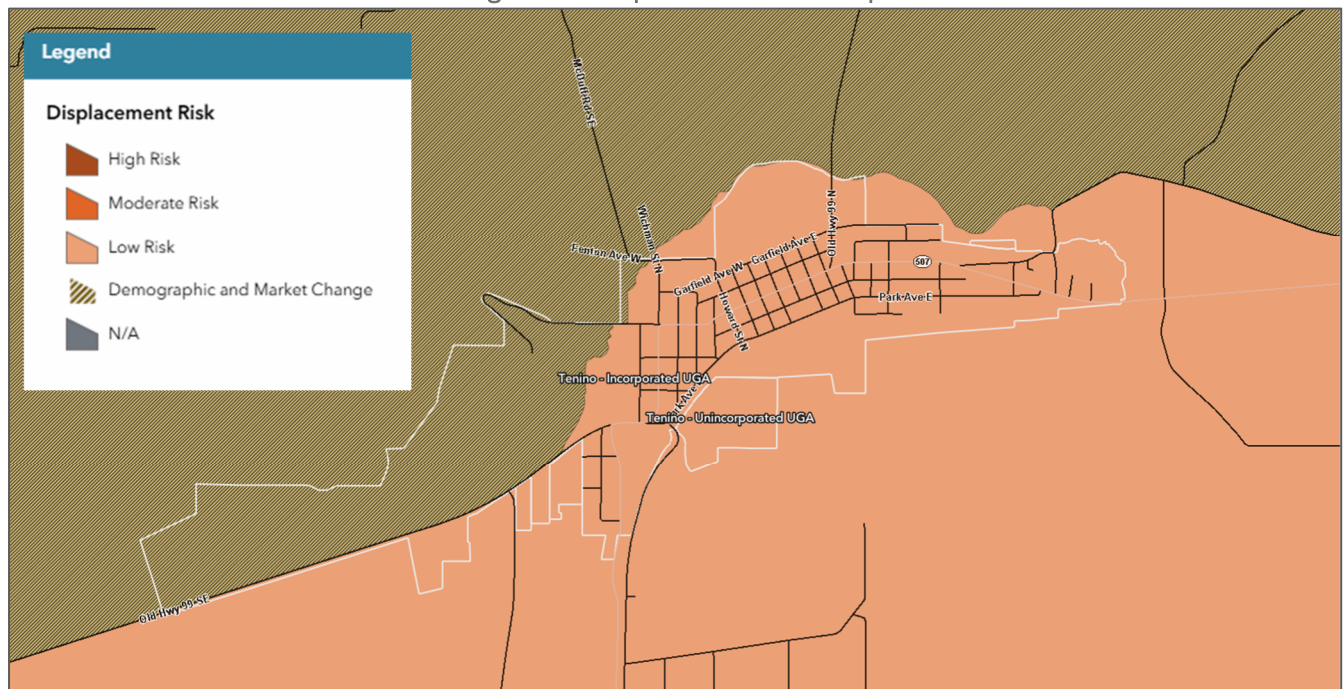 Legend
Displacement Risk
High Risk
Moderate Risk
Low Risk
Demographic and Market Change
N/A
McDuff Rd SE
Wichman St N
Fenton Ave W
Old Hwy 99 N
Garfield Ave W
Garfield Ave E
507
Howard St N
Park Ave E
Tenino - Incorporated UGA
Tenino - Unincorporated UGA
Old Hwy 99 SE